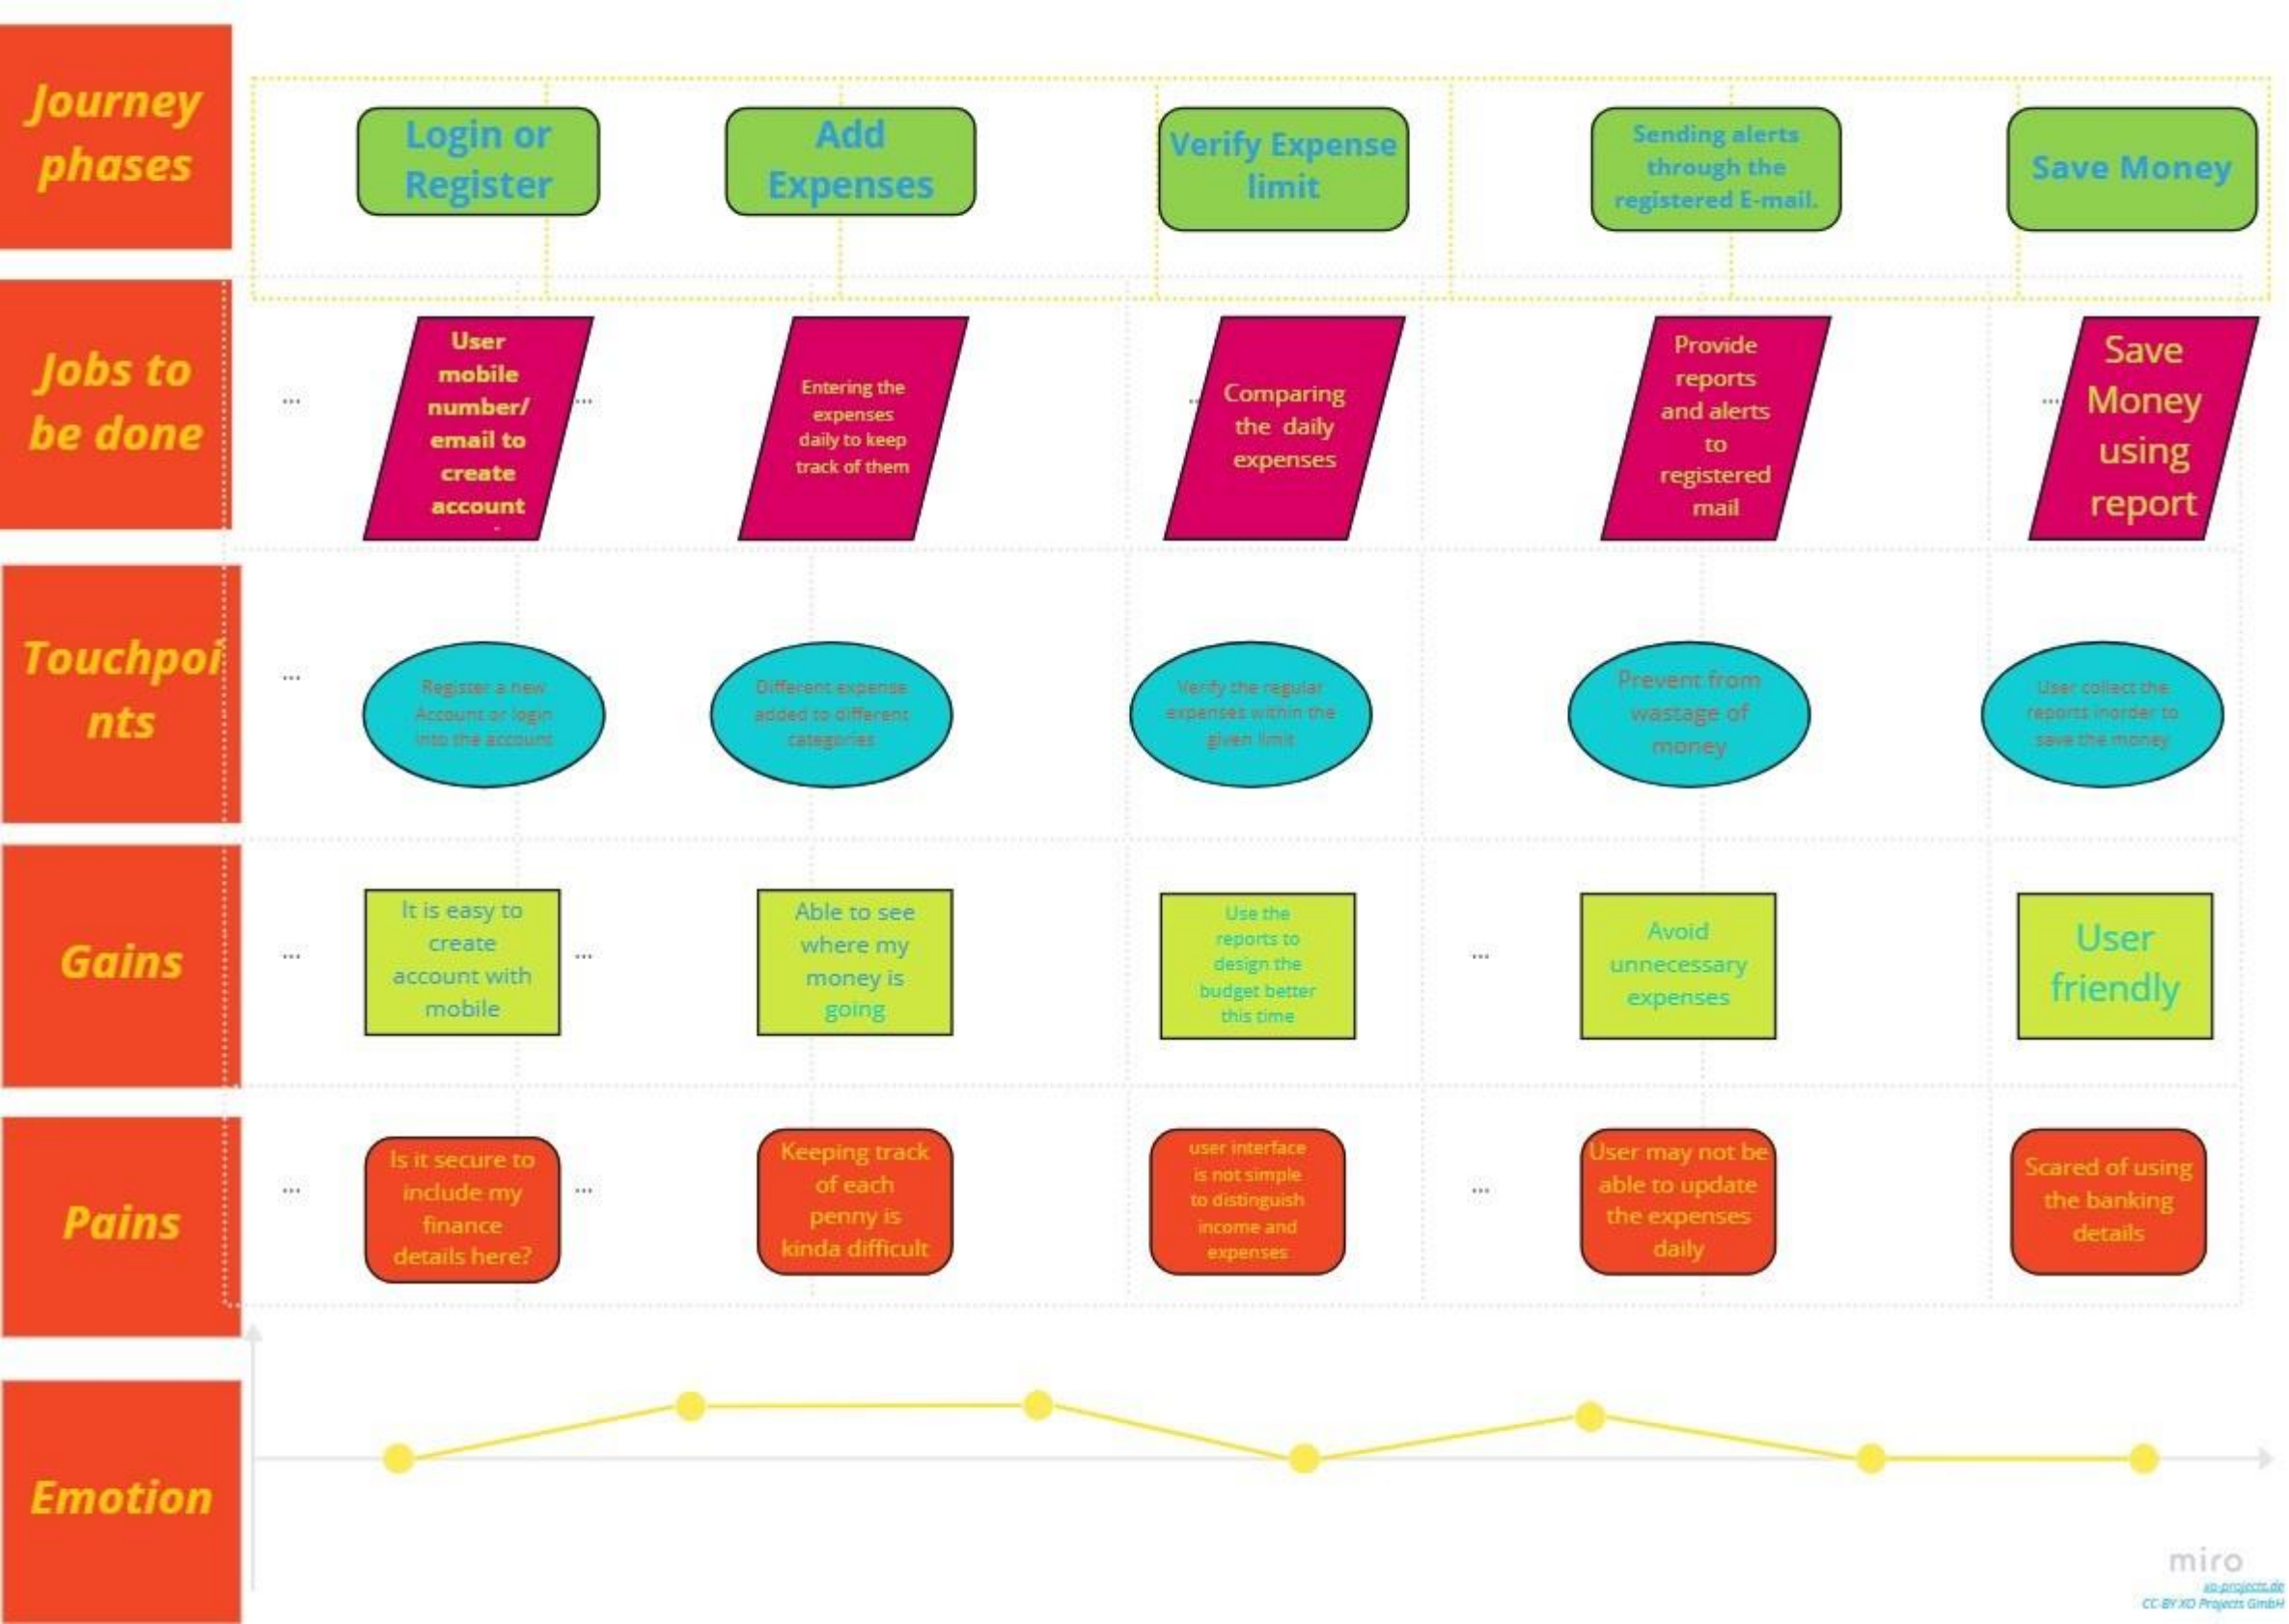 Journey
phases
Login or
Register
Add
Expenses
Verify Expense
limit
Sending alerts
through the
registered E-mail.
Save Money
Jobs to
be done
...
User
mobile
number/
email to
create
account
.
...
Entering the
expenses
daily to keep
track of them
...
Comparing
the daily
expenses
Provide
reports
and alerts
to
registered
mail
...
Save
Money
using
report
Touchpoi
nts
...
Register a new
Account or login
into the account
Different expense
added to different
categories
Verify the regular
expenses within the
given limit
Prevent from
wastage of
money
User collect the
reports inorder to
save the money
Gains
...
It is easy to
create
account with
mobile
...
Able to see
where my
money is
going
Use the
reports to
design the
budget better
this time
...
Avoid
unnecessary
expenses
User
friendly
Pains
...
Is it secure to
include my
finance
details here?
...
Keeping track
of each
penny is
kinda difficult
user interface
is not simple
to distinguish
income and
expenses
...
User may not be
able to update
the expenses
daily
Scared of using
the banking
details
Emotion
miro
xo-projects.de
CC-BY XO Projects GmbH